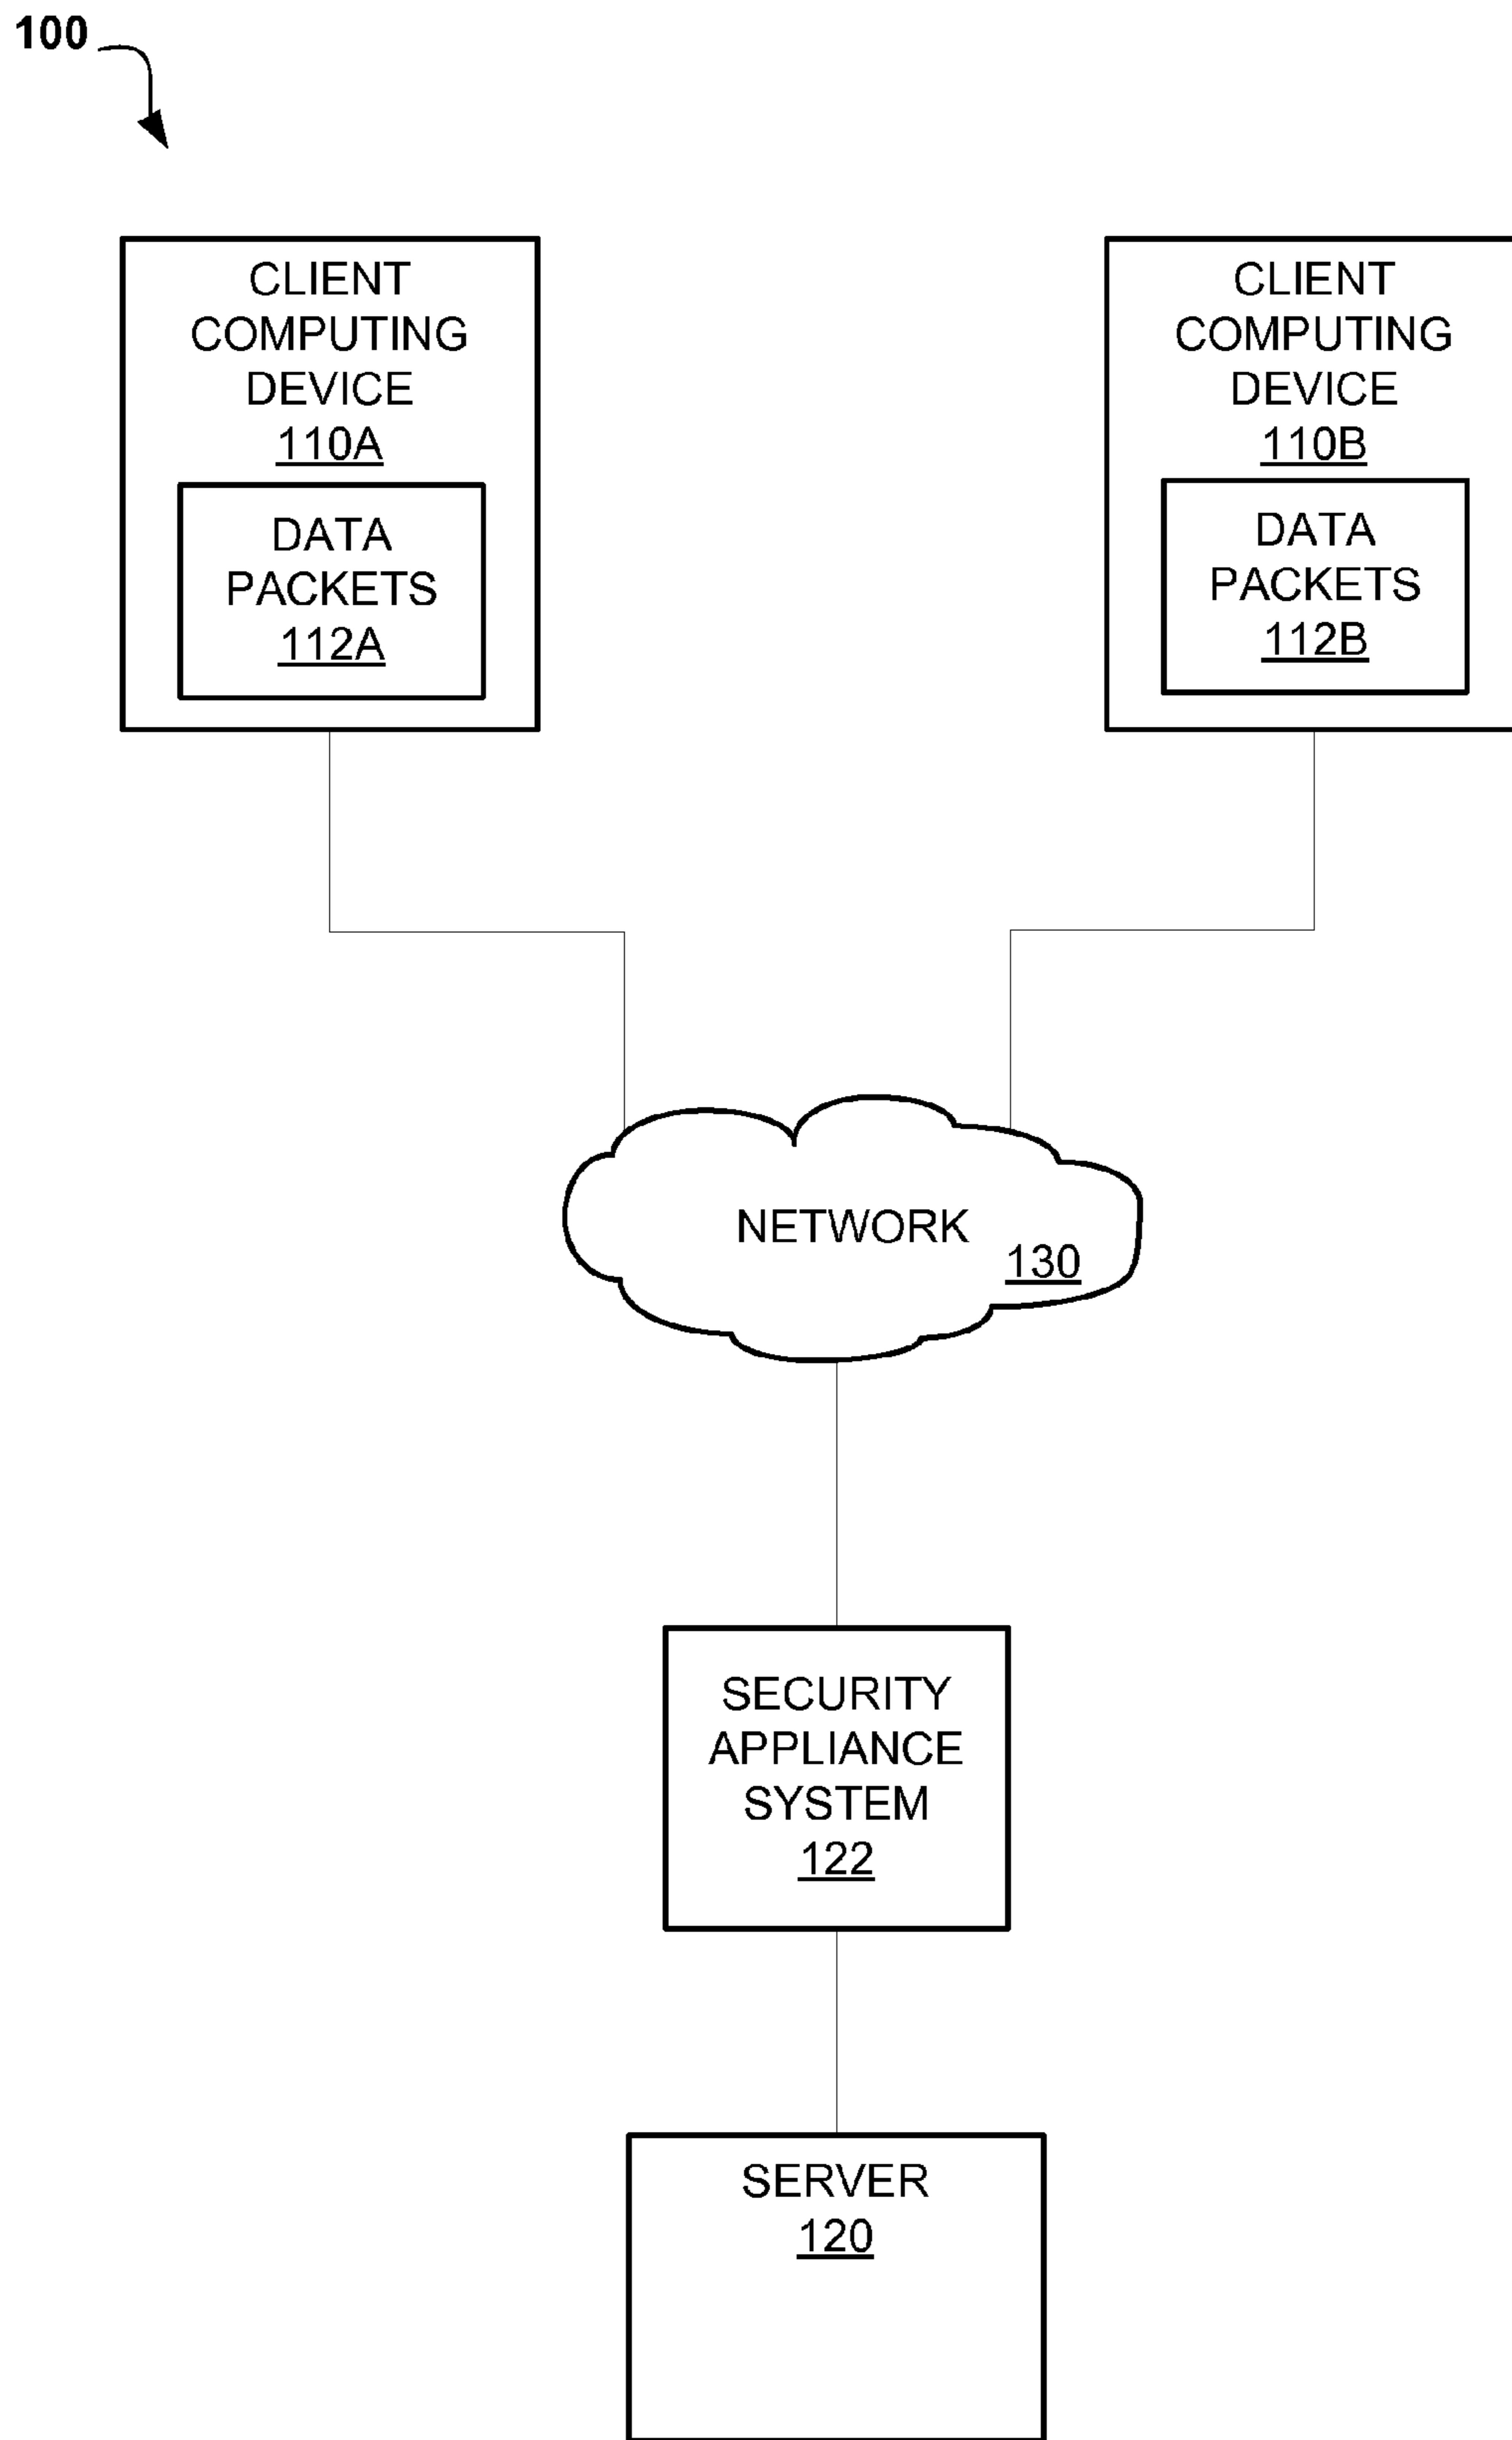 100
CLIENT
COMPUTING
DEVICE
110A
DATA
PACKETS
112A
CLIENT
COMPUTING
DEVICE
110B
DATA
PACKETS
112B
NETWORK
130
SECURITY
APPLIANCE
SYSTEM
122
SERVER
120